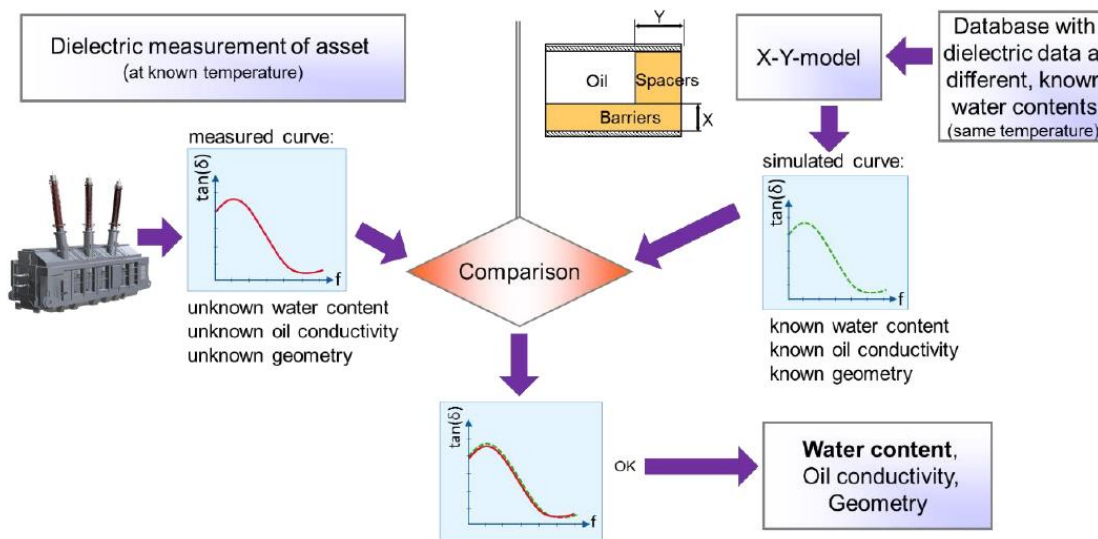 Dielectric measurement of asset
(at known temperature)
measured curve:
tan(δ)
f
unknown water content
unknown oil conductivity
unknown geometry
Y
Oil
Spacers
Barriers
X
X-Y-model
Database with
dielectric data a
different, known
water contents
(same temperature)
simulated curve:
tan(δ)
f
known water content
known oil conductivity
known geometry
Comparison
tan(δ)
f
OK
Water content,
Oil conductivity,
Geometry